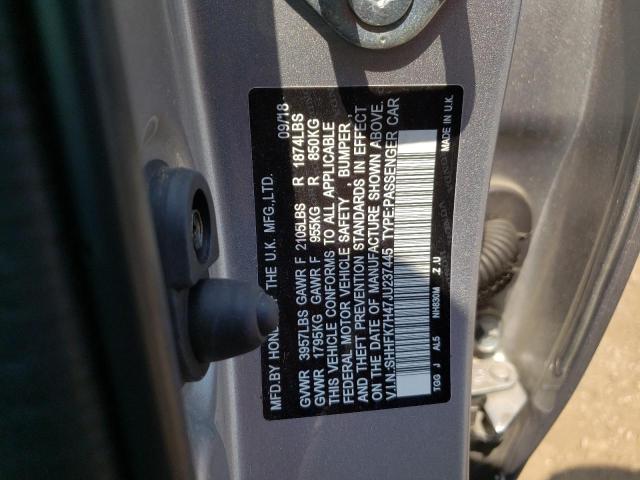 MFD.BY HONDA OF THE U.K. MFG.,LTD. 09/18
GVWR 3957LBS GAWR F 2105LBS R 1874LBS
GVWR 1795KG GAWR F 955KG R 850KG
THIS VEHICLE CONFORMS TO ALL APPLICABLE
FEDERAL MOTOR VEHICLE SAFETY , BUMPER ,
AND THEFT PREVENTION STANDARDS IN EFFECT
ON THE DATE OF MANUFACTURE SHOWN ABOVE.
V.I.N.:SHHFK7H47JU237445 TYPE:PASSENGER CAR
TGG J AL5 NH830M Z U MADE IN U.K.